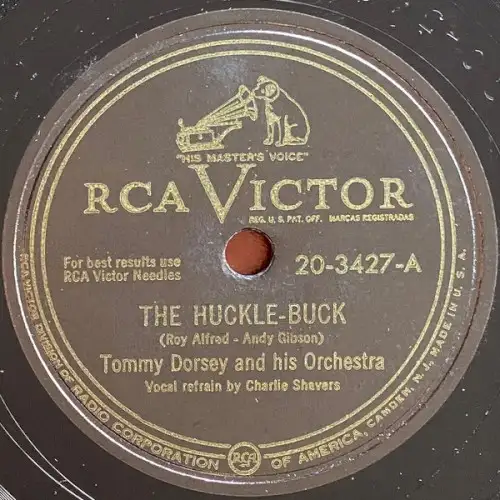 "HIS MASTER'S VOICE"
RCA VICTOR
REG. U. S. PAT. OFF. MARCAS REGISTRADAS
For best results use
RCA Victor Needles
20-3427-A
THE HUCKLE-BUCK
(Roy Alfred - Andy Gibson)
Tommy Dorsey and his Orchestra
Vocal refrain by Charlie Shavers
RCA VICTOR DIVISION OF RADIO CORPORATION OF AMERICA, CAMDEN, N. J. MADE IN U. S. A.
RCA